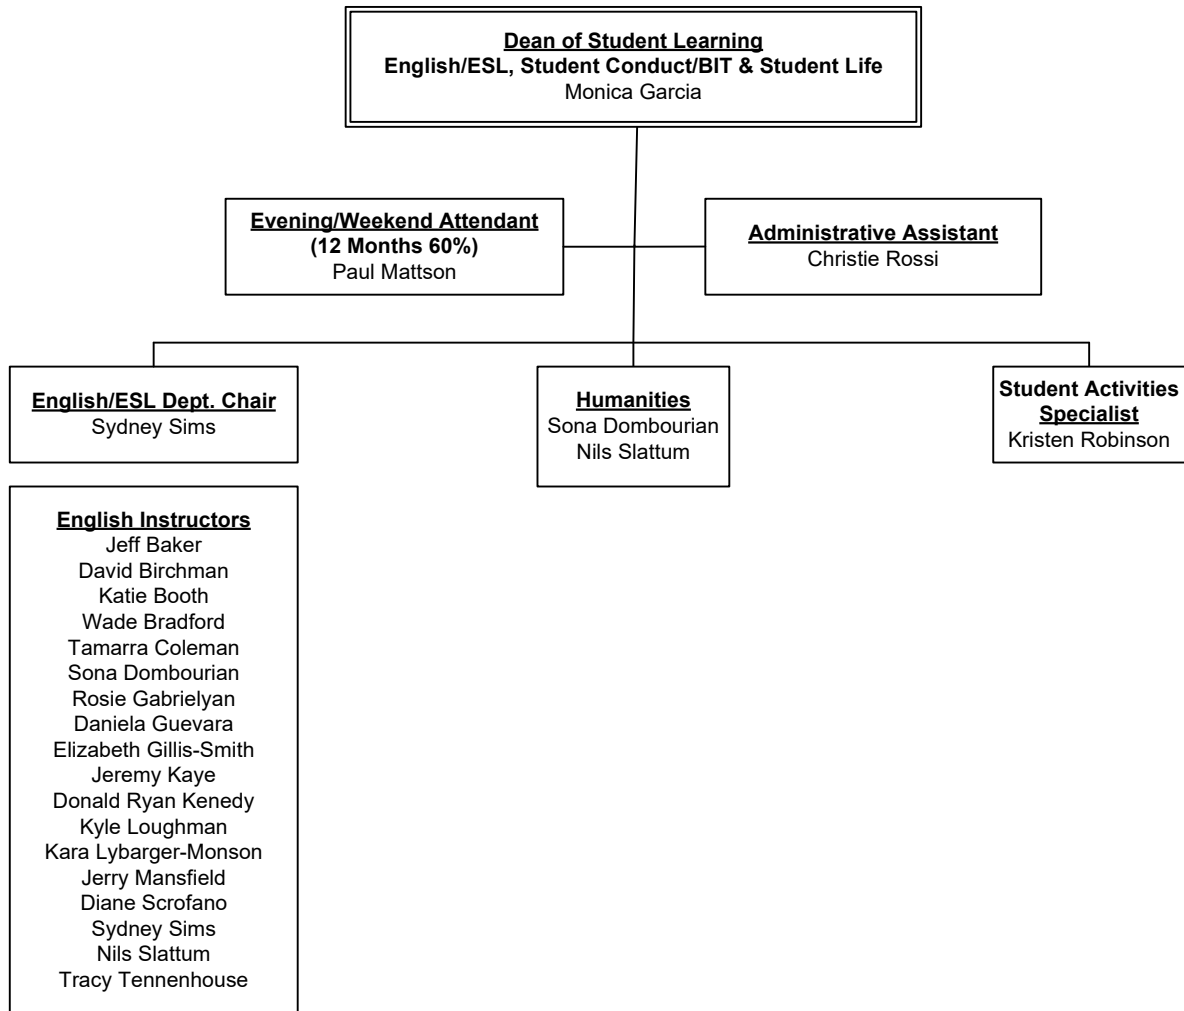 Dean of Student Learning
English/ESL, Student Conduct/BIT & Student Life
Monica Garcia
Evening/Weekend Attendant
(12 Months 60%)
Paul Mattson
Administrative Assistant
Christie Rossi
English/ESL Dept. Chair
Sydney Sims
Humanities
Sona Dombourian
Nils Slattum
Student Activities
Specialist
Kristen Robinson
English Instructors
Jeff Baker
David Birchman
Katie Booth
Wade Bradford
Tamarra Coleman
Sona Dombourian
Rosie Gabrielyan
Daniela Guevara
Elizabeth Gillis-Smith
Jeremy Kaye
Donald Ryan Kenedy
Kyle Loughman
Kara Lybarger-Monson
Jerry Mansfield
Diane Scrofano
Sydney Sims
Nils Slattum
Tracy Tennenhouse